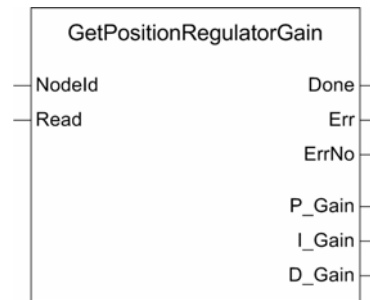 GetPositionRegulatorGain
NodeId Done
Read Err
ErrNo
P_Gain
I_Gain
D_Gain